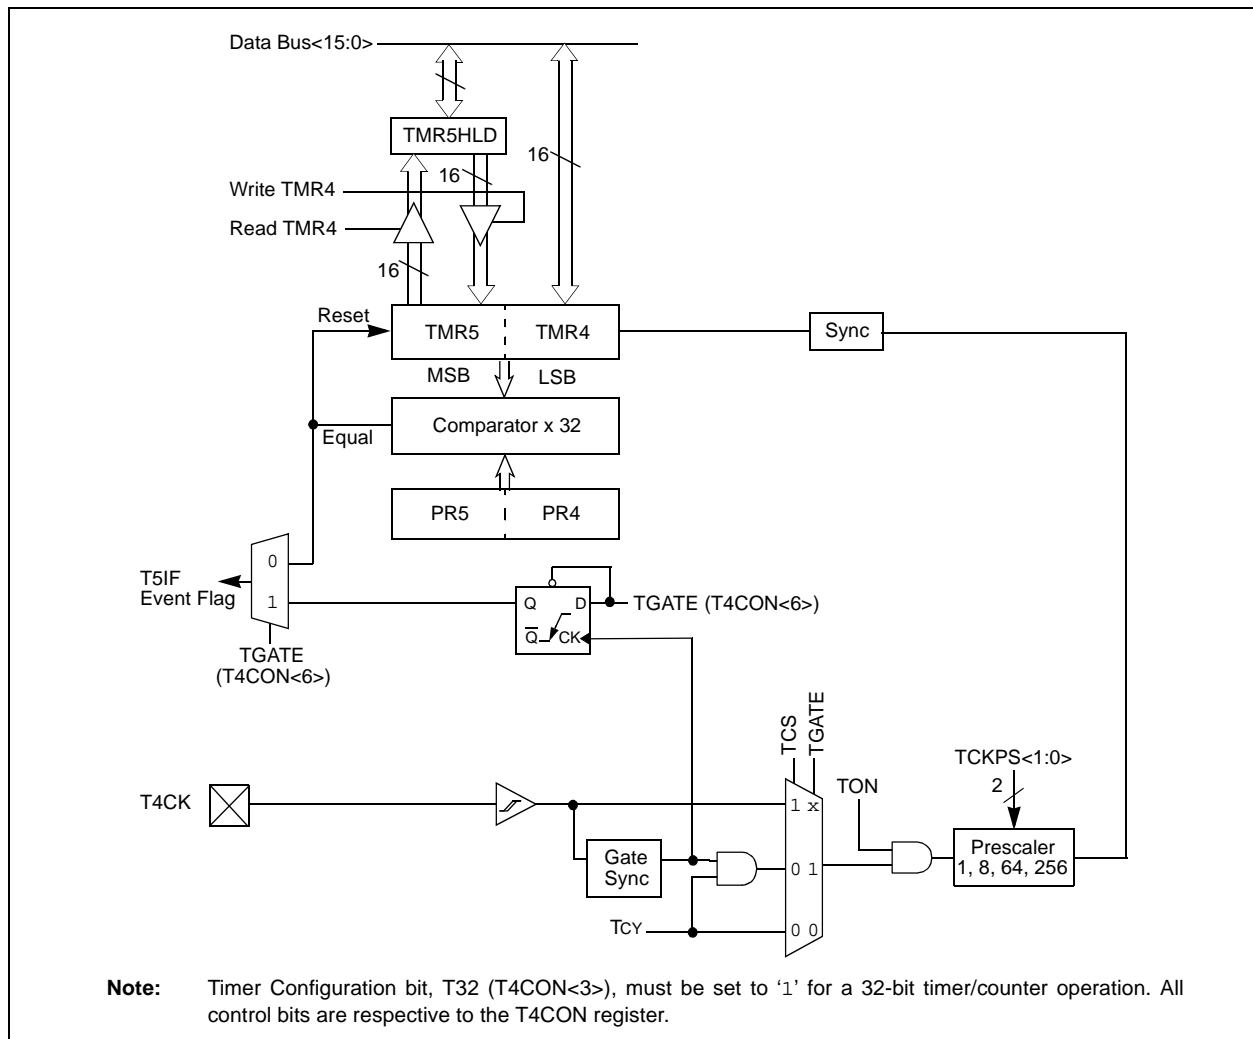 Data Bus<15:0>
TMR5HLD
16
16
Write TMR4
Read TMR4
16
Reset
TMR5
TMR4
Sync
MSB
LSB
Equal
Comparator x 32
PR5
PR4
0
T5IF
Event Flag
1
Q
D
TGATE (T4CON<6>)
Q
CK
TGATE
(T4CON<6>)
TCS
TGATE
TCKPS<1:0>
2
TON
T4CK
1 x
Prescaler
1, 8, 64, 256
Gate
Sync
0 1
TCY
0 0
Note: Timer Configuration bit, T32 (T4CON<3>), must be set to ‘1’ for a 32-bit timer/counter operation. All
control bits are respective to the T4CON register.